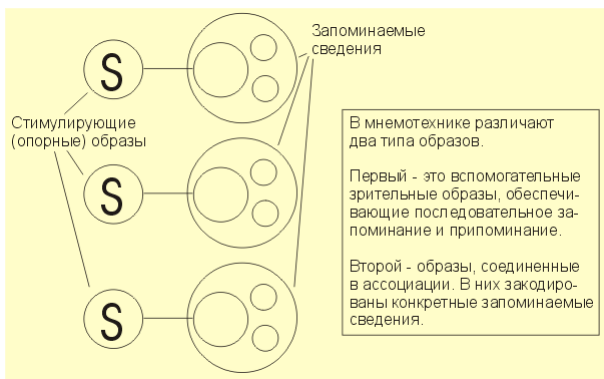 Запоминаемые
сведения
S
Стимулирующие
(опорные) образы
S
S
В мнемотехнике различают
два типа образов.
Первый - это вспомогательные
зрительные образы, обеспечи-
вающие последовательное за-
поминание и припоминание.
Второй - образы, соединенные
в ассоциации. В них закодиро-
ваны конкретные запоминаемые
сведения.